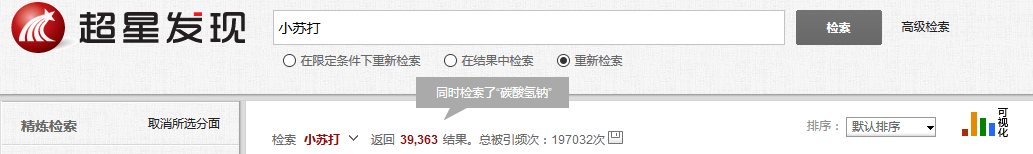 超星发现
小苏打
检索
高级检索
在限定条件下重新检索
在结果中检索
重新检索
同时检索了“碳酸氢钠”
精炼检索
取消所选分面
检索 小苏打 返回 39,363 结果。总被引频次：197032次
排序：
默认排序
可视化